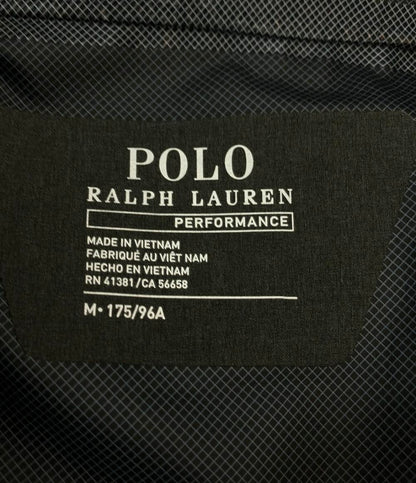 POLO
RALPH LAUREN
PERFORMANCE
MADE IN VIETNAM
FABRIQUÉ AU VIÊT NAM
HECHO EN VIETNAM
RN 41381/CA 56658
M• 175/96A